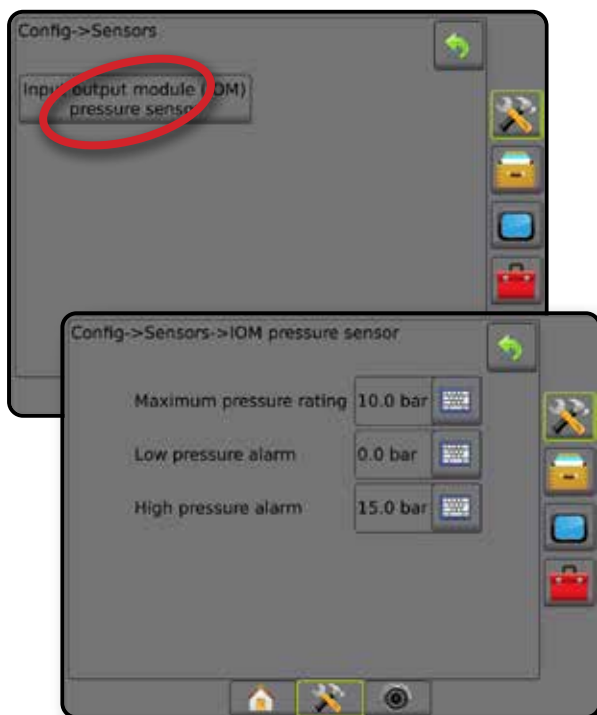 Config->Sensors
Input output module (IOM)
pressure sensor
Config->Sensors->IOM pressure sensor
Maximum pressure rating 10.0 bar
Low pressure alarm 0.0 bar
High pressure alarm 15.0 bar